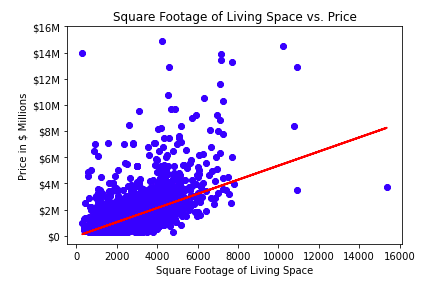 Square Footage of Living Space vs. Price
$16M
$14M
$12M
$10M
$8M
$6M
$4M
$2M
$0
Price in $ Millions
0 2000 4000 6000 8000 10000 12000 14000 16000
Square Footage of Living Space